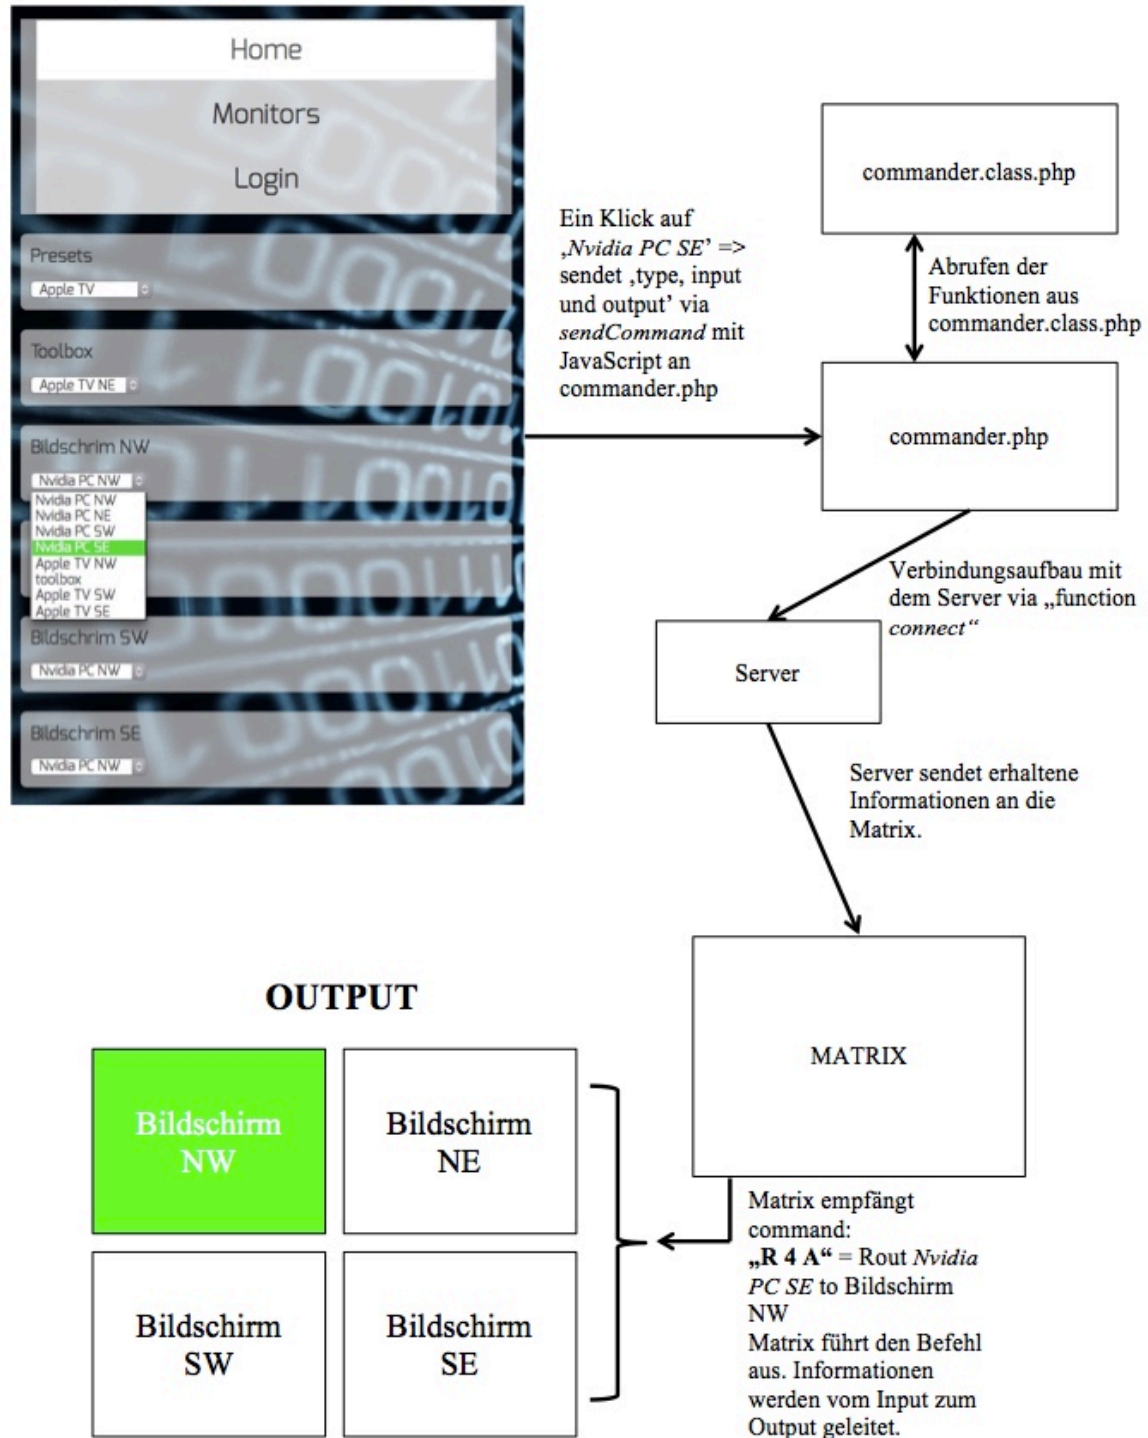 Home
Monitors
Login
Presets
Apple TV
Toolbox
Apple TV NE
Bildschrim NW
Nvidia PC NW
Nvidia PC NW
Nvidia PC NE
Nvidia PC SW
Nvidia PC SE
Apple TV NW
toolbox
Apple TV SW
Apple TV SE
Bildschrim SW
Nvidia PC NW
Bildschrim SE
Nvidia PC NW
Ein Klick auf
‚Nvidia PC SE’ =>
sendet ‚type, input
und output’ via
sendCommand mit
JavaScript an
commander.php
commander.class.php
Abrufen der
Funktionen aus
commander.class.php
commander.php
Verbindungsaufbau mit
dem Server via „function
connect“
Server
Server sendet erhaltene
Informationen an die
Matrix.
MATRIX
Matrix empfängt
command:
„R 4 A“ = Rout Nvidia
PC SE to Bildschirm
NW
Matrix führt den Befehl
aus. Informationen
werden vom Input zum
Output geleitet.
OUTPUT
Bildschirm
NW
Bildschirm
NE
Bildschirm
SW
Bildschirm
SE